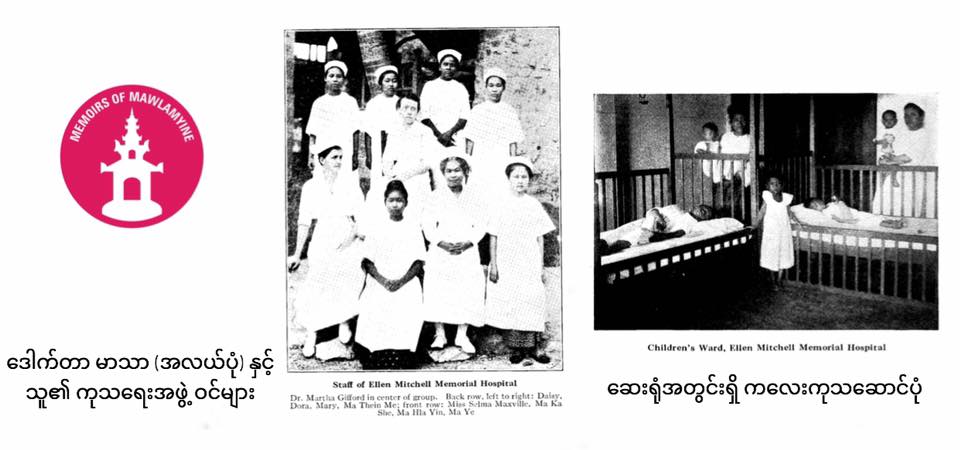 MEMOIRS OF MAWLAMYINE
ဒေါက်တာ မာသာ (အလယ်ပုံ) နှင့်
သူ၏ ကုသရေးအဖွဲ့ ဝင်များ
Staff of Ellen Mitchell Memorial Hospital
Dr. Martha Gifford in center of group. Back row, left to right: Daisy,
Dora, Mary, Ma Thein Me; front row: Miss Selma Maxville, Ma Ka
She, Ma Hla Yin, Ma Ye
Children's Ward, Ellen Mitchell Memorial Hospital
ဆေးရုံအတွင်းရှိ ကလေးကုသဆောင်ပုံ